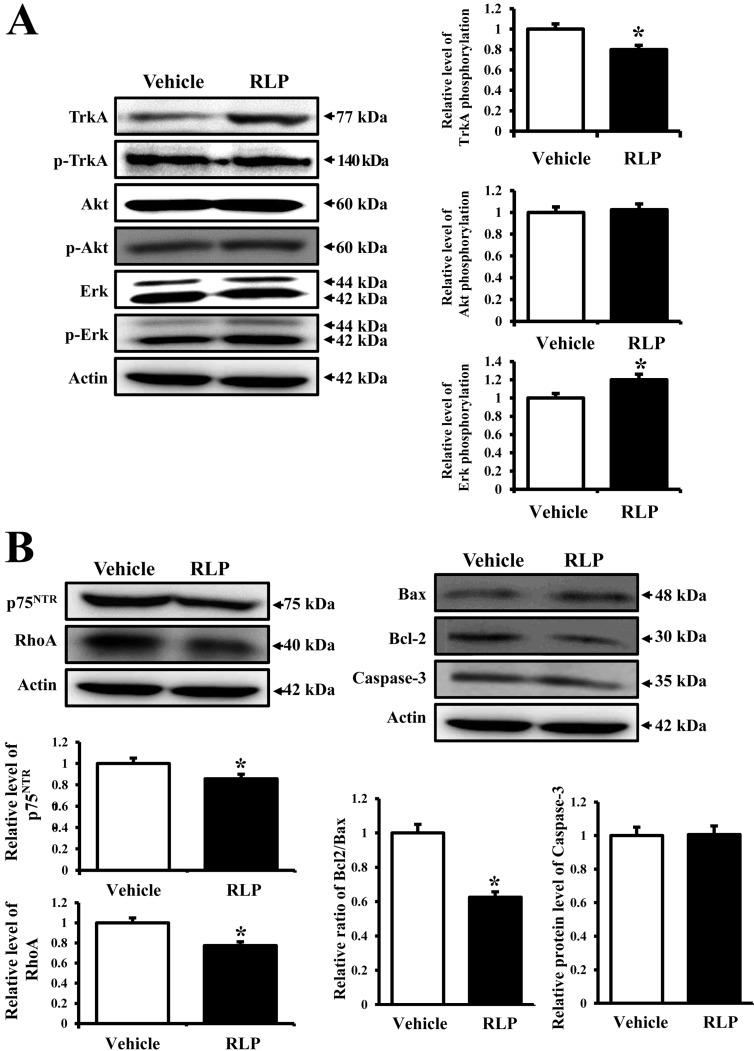 A
Vehicle RLP
TrkA 77 kDa
p-TrkA 140 kDa
Akt 60 kDa
p-Akt 60 kDa
Erk 44 kDa
42 kDa
p-Erk 44 kDa
42 kDa
Actin 42 kDa
Relative level of
TrkA phosphorylation
1.2
1
0.8
0.6
0.4
0.2
0
*
Vehicle RLP
Relative level of
Akt phosphorylation
1.2
1
0.8
0.6
0.4
0.2
0
Vehicle RLP
Relative level of
Erk phosphorylation
1.4
1.2
1
0.8
0.6
0.4
0.2
0
*
Vehicle RLP
B
Vehicle RLP
p75NTR 75 kDa
RhoA 40 kDa
Actin 42 kDa
Vehicle RLP
Bax 48 kDa
Bcl-2 30 kDa
Caspase-3 35 kDa
Actin 42 kDa
Relative level of
p75NTR
1.2
1
0.8
0.6
0.4
0.2
0
*
Vehicle RLP
Relative level of
RhoA
1.2
1
0.8
0.6
0.4
0.2
0
*
Vehicle RLP
Relative ratio of Bcl2/Bax
1.2
1
0.8
0.6
0.4
0.2
0
*
Vehicle RLP
Relative protein level of Caspase-3
1.2
1
0.8
0.6
0.4
0.2
0
Vehicle RLP